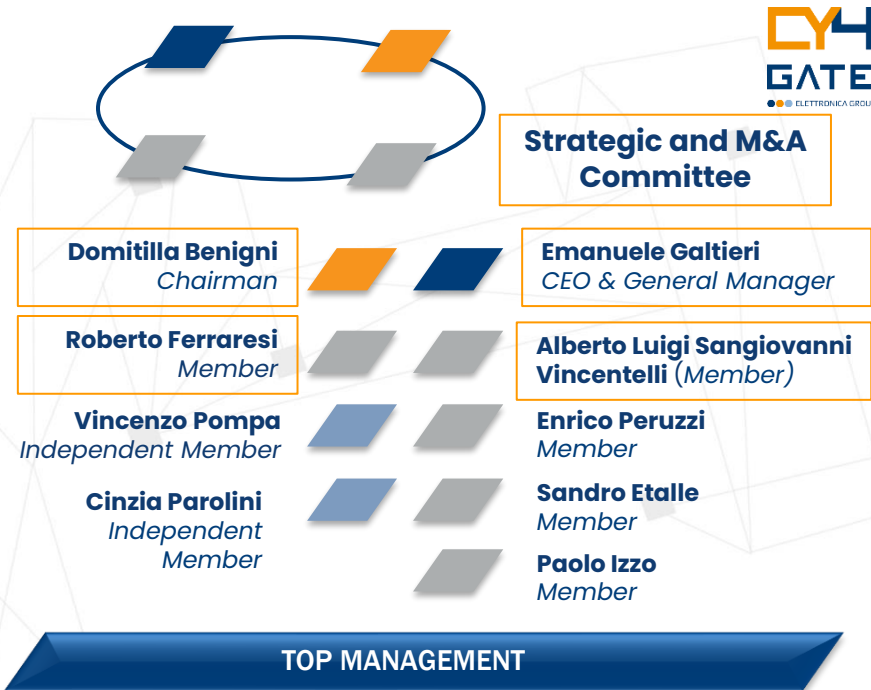 CY4
GATE
ELETTRONICA GROU
Strategic and M&A
Committee
Domitilla Benigni
Chairman
Emanuele Galtieri
CEO & General Manager
Roberto Ferraresi
Member
Alberto Luigi Sangiovanni
Vincentelli (Member)
Vincenzo Pompa
Independent Member
Enrico Peruzzi
Member
Cinzia Parolini
Independent
Member
Sandro Etalle
Member
Paolo Izzo
Member
TOP MANAGEMENT